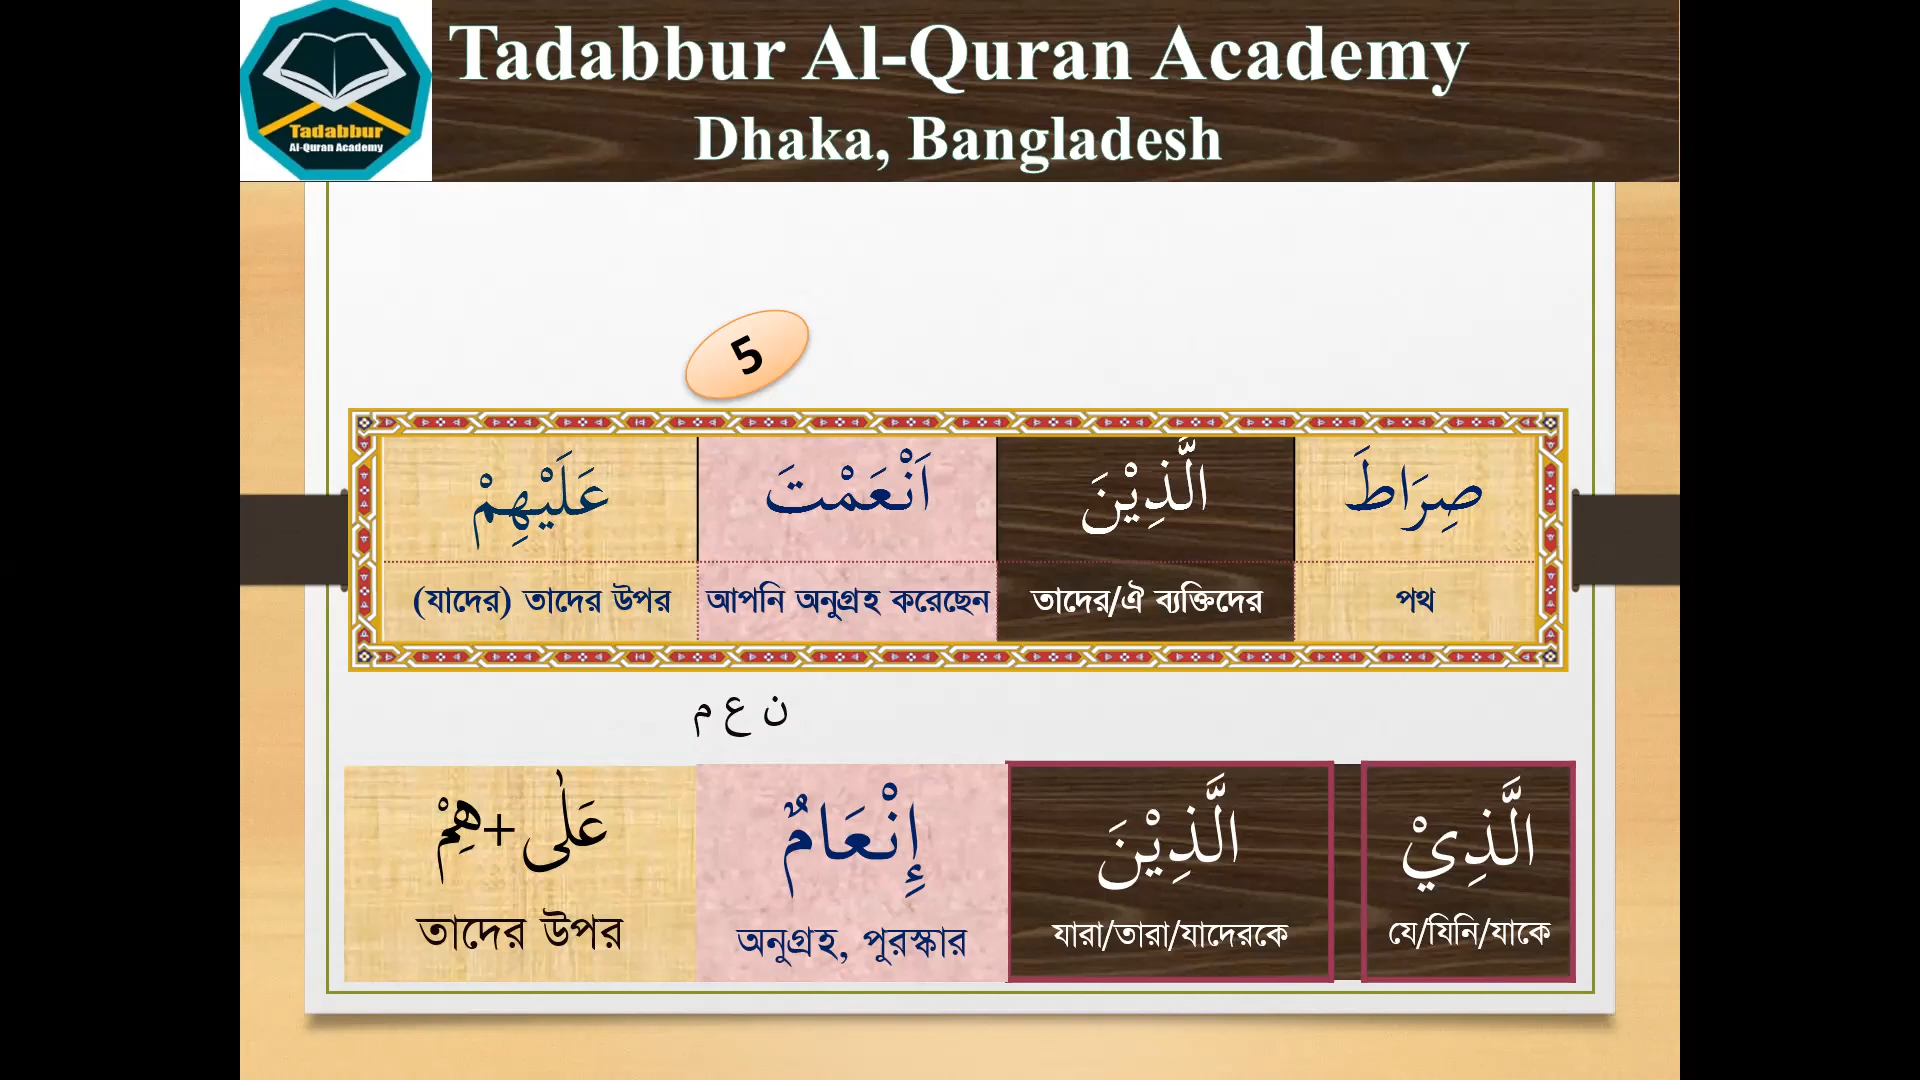 Tadabbur
Al-Quran Academy
Tadabbur Al-Quran Academy
Dhaka, Bangladesh
5
صِرَاطَ الَّذِيْنَ اَنْعَمْتَ عَلَيْهِمْ
পথ তাদের/ঐ ব্যক্তিদের আপনি অনুগ্রহ করেছেন (যাদের) তাদের উপর
ن ع م
الَّذِيْ الَّذِيْنَ إِنْعَامٌ عَلٰى+هِمْ
যে/যিনি/যাকে যারা/তারা/যাদেরকে অনুগ্রহ, পুরস্কার তাদের উপর